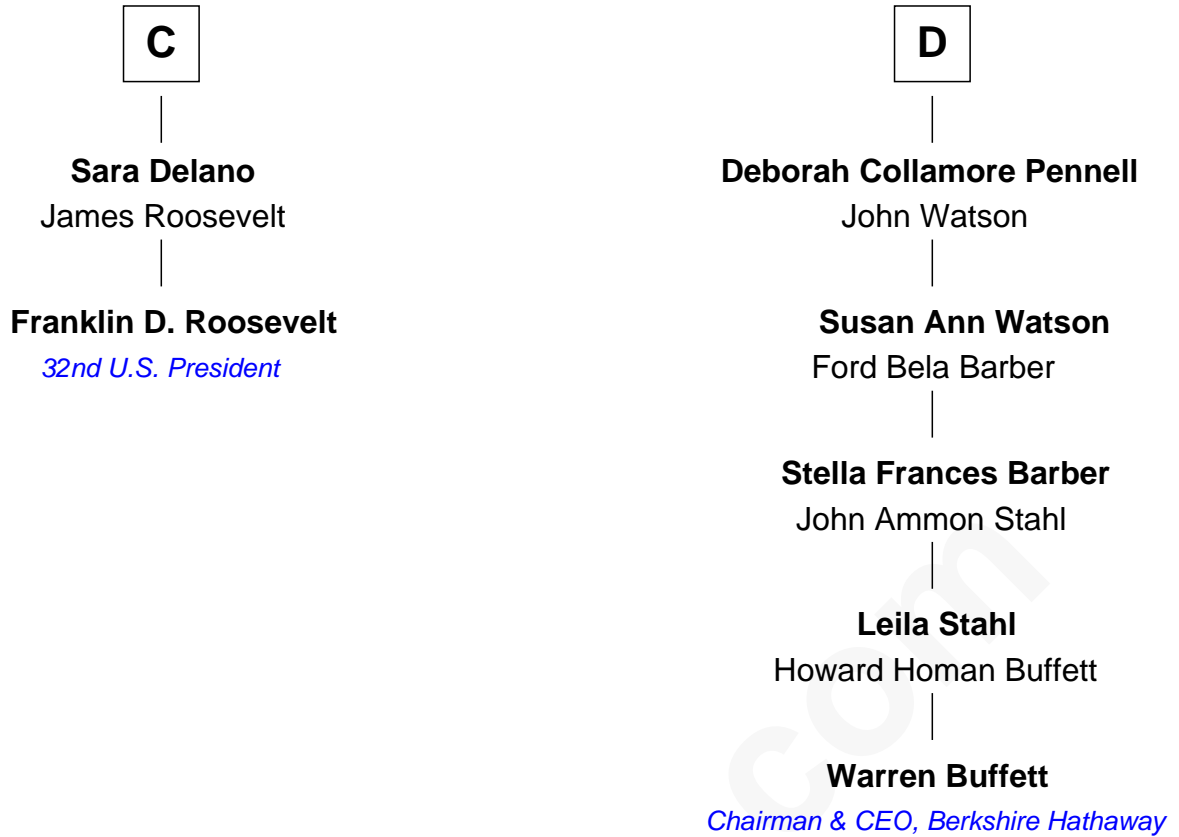 C
Sara Delano
James Roosevelt
Franklin D. Roosevelt
32nd U.S. President
D
Deborah Collamore Pennell
John Watson
Susan Ann Watson
Ford Bela Barber
Stella Frances Barber
John Ammon Stahl
Leila Stahl
Howard Homan Buffett
Warren Buffett
Chairman & CEO, Berkshire Hathaway
com